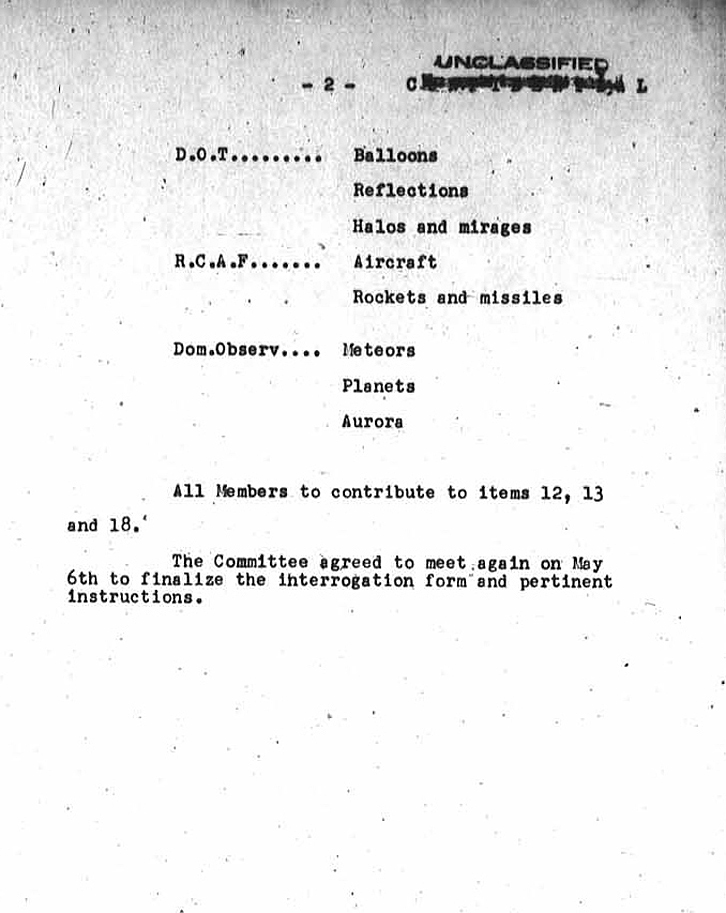 UNCLASSIFIED
- 2 -
D.O.T......... Balloons
Reflections
Halos and mirages
R.C.A.F....... Aircraft
Rockets and missiles
Dom.Observ.... Meteors
Planets
Aurora
All Members to contribute to items 12, 13
and 18.
The Committee agreed to meet again on May
6th to finalize the interrogation form and pertinent
instructions.